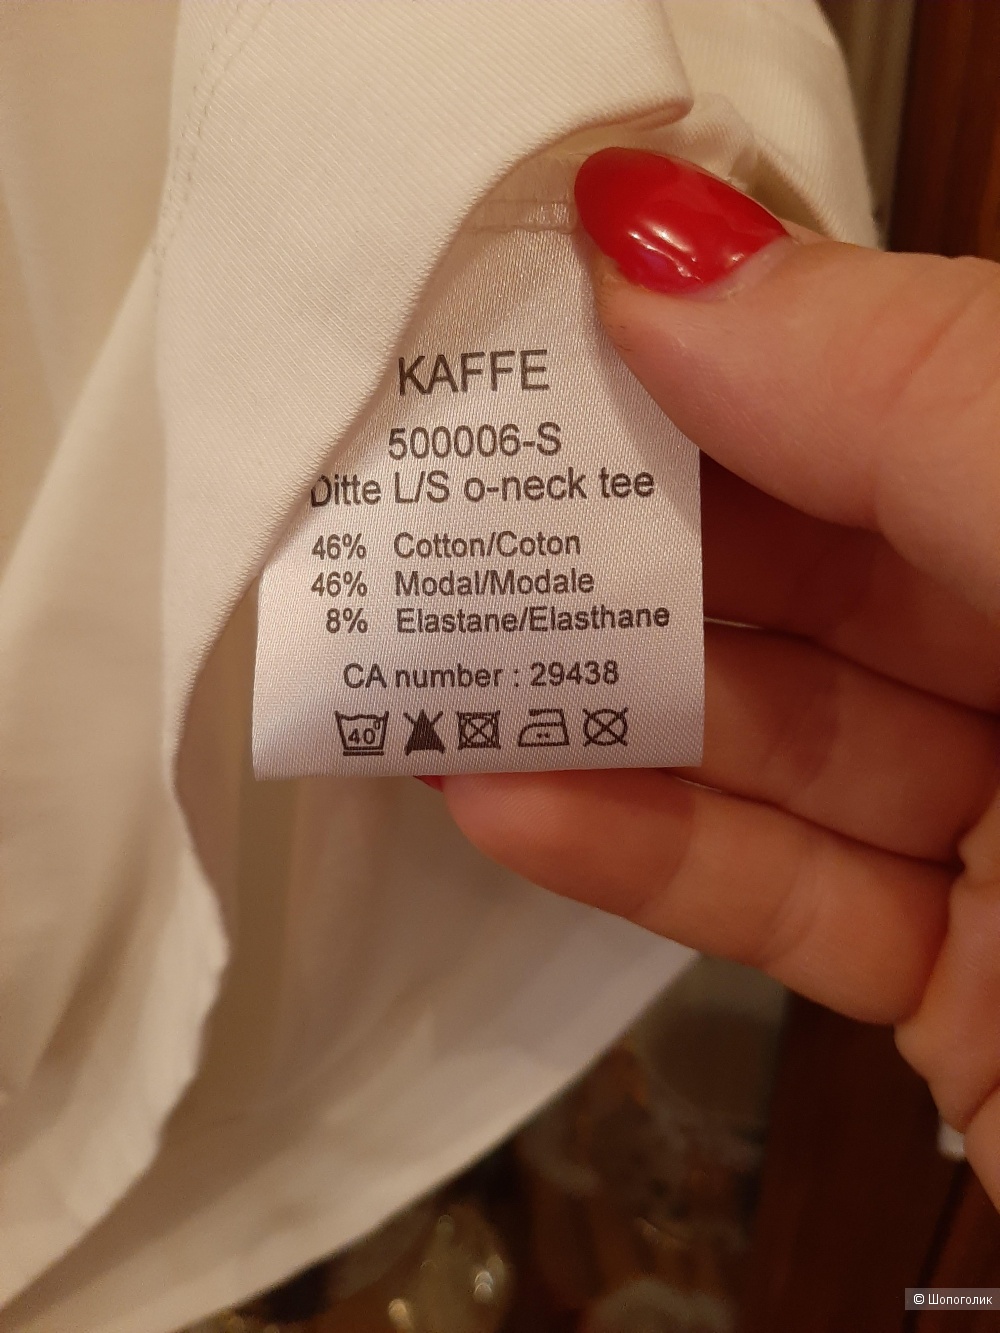 KAFFE
500006-S
Ditte L/S o-neck tee
46% Cotton/Coton
46% Modal/Modale
8% Elastane/Elasthane
CA number : 29438
40°
© Шопоголик